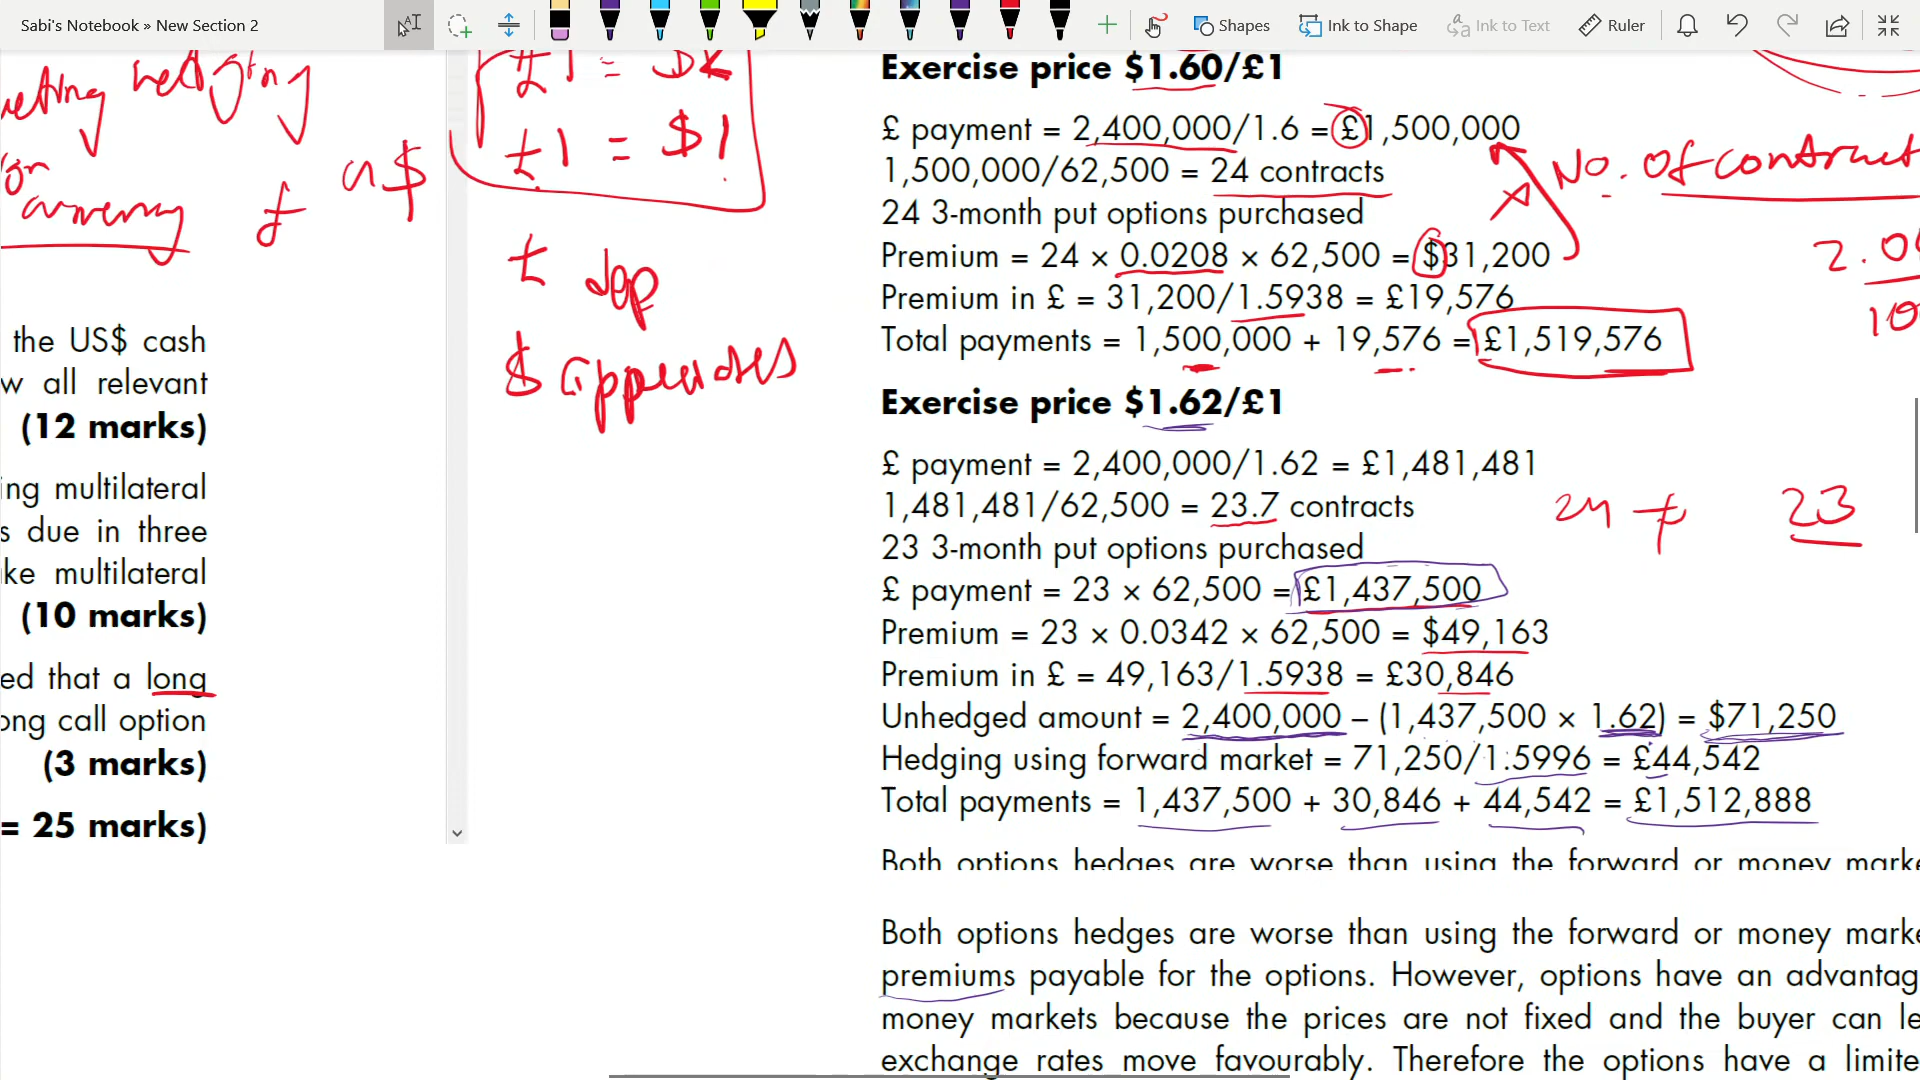 Sabi's Notebook » New Section 2
Shapes
Ink to Shape
Ink to Text
Ruler
hedging
£1 =
£1 = $1
currency £
a $
£ dep
$ appreciates
the US$ cash
w all relevant
(12 marks)
ing multilateral
s due in three
ke multilateral
(10 marks)
ed that a long
ong call option
(3 marks)
= 25 marks)
Exercise price $1.60/£1
£ payment = 2,400,000/1.6 = £1,500,000
1,500,000/62,500 = 24 contracts
24 3-month put options purchased
Premium = 24 × 0.0208 × 62,500 = $31,200
Premium in £ = 31,200/1.5938 = £19,576
Total payments = 1,500,000 + 19,576 = £1,519,576
No. of contract
Exercise price $1.62/£1
£ payment = 2,400,000/1.62 = £1,481,481
1,481,481/62,500 = 23.7 contracts
24
23
23 3-month put options purchased
£ payment = 23 × 62,500 = £1,437,500
Premium = 23 × 0.0342 × 62,500 = $49,163
Premium in £ = 49,163/1.5938 = £30,846
Unhedged amount = 2,400,000 – (1,437,500 × 1.62) = $71,250
Hedging using forward market = 71,250/1.5996 = £44,542
Total payments = 1,437,500 + 30,846 + 44,542 = £1,512,888
Both options hedges are worse than using the forward or money marke
Both options hedges are worse than using the forward or money marke
premiums payable for the options. However, options have an advantag
money markets because the prices are not fixed and the buyer can le
exchange rates move favourably. Therefore the options have a limite